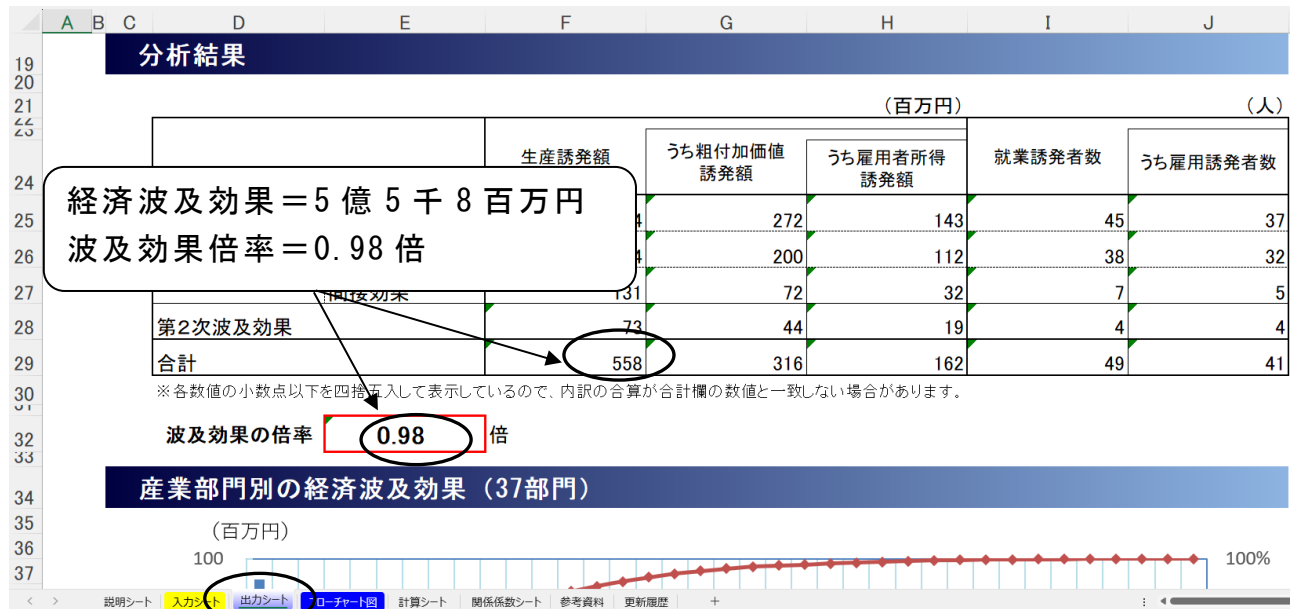 A B C D E F G H I J
19 分析結果
20
21 （百万円） （人）
22
23
24 生産誘発額 うち粗付加価値 誘発額 うち雇用者所得 誘発額 就業誘発者数 うち雇用誘発者数
経済波及効果＝5億5千8百万円
波及効果倍率＝0.98倍
25 4 272 143 45 37
26 4 200 112 38 32
27 間接効果 131 72 32 7 5
28 第2次波及効果 73 44 19 4 4
29 合計 558 316 162 49 41
30 ※各数値の小数点以下を四捨五入して表示しているので、内訳の合算が合計欄の数値と一致しない場合があります。
31
32 波及効果の倍率 0.98 倍
33
34 産業部門別の経済波及効果（37部門）
35 （百万円）
36 100 100%
37
説明シート 入力シート 出力シート フローチャート図 計算シート 関係係数シート 参考資料 更新履歴 +